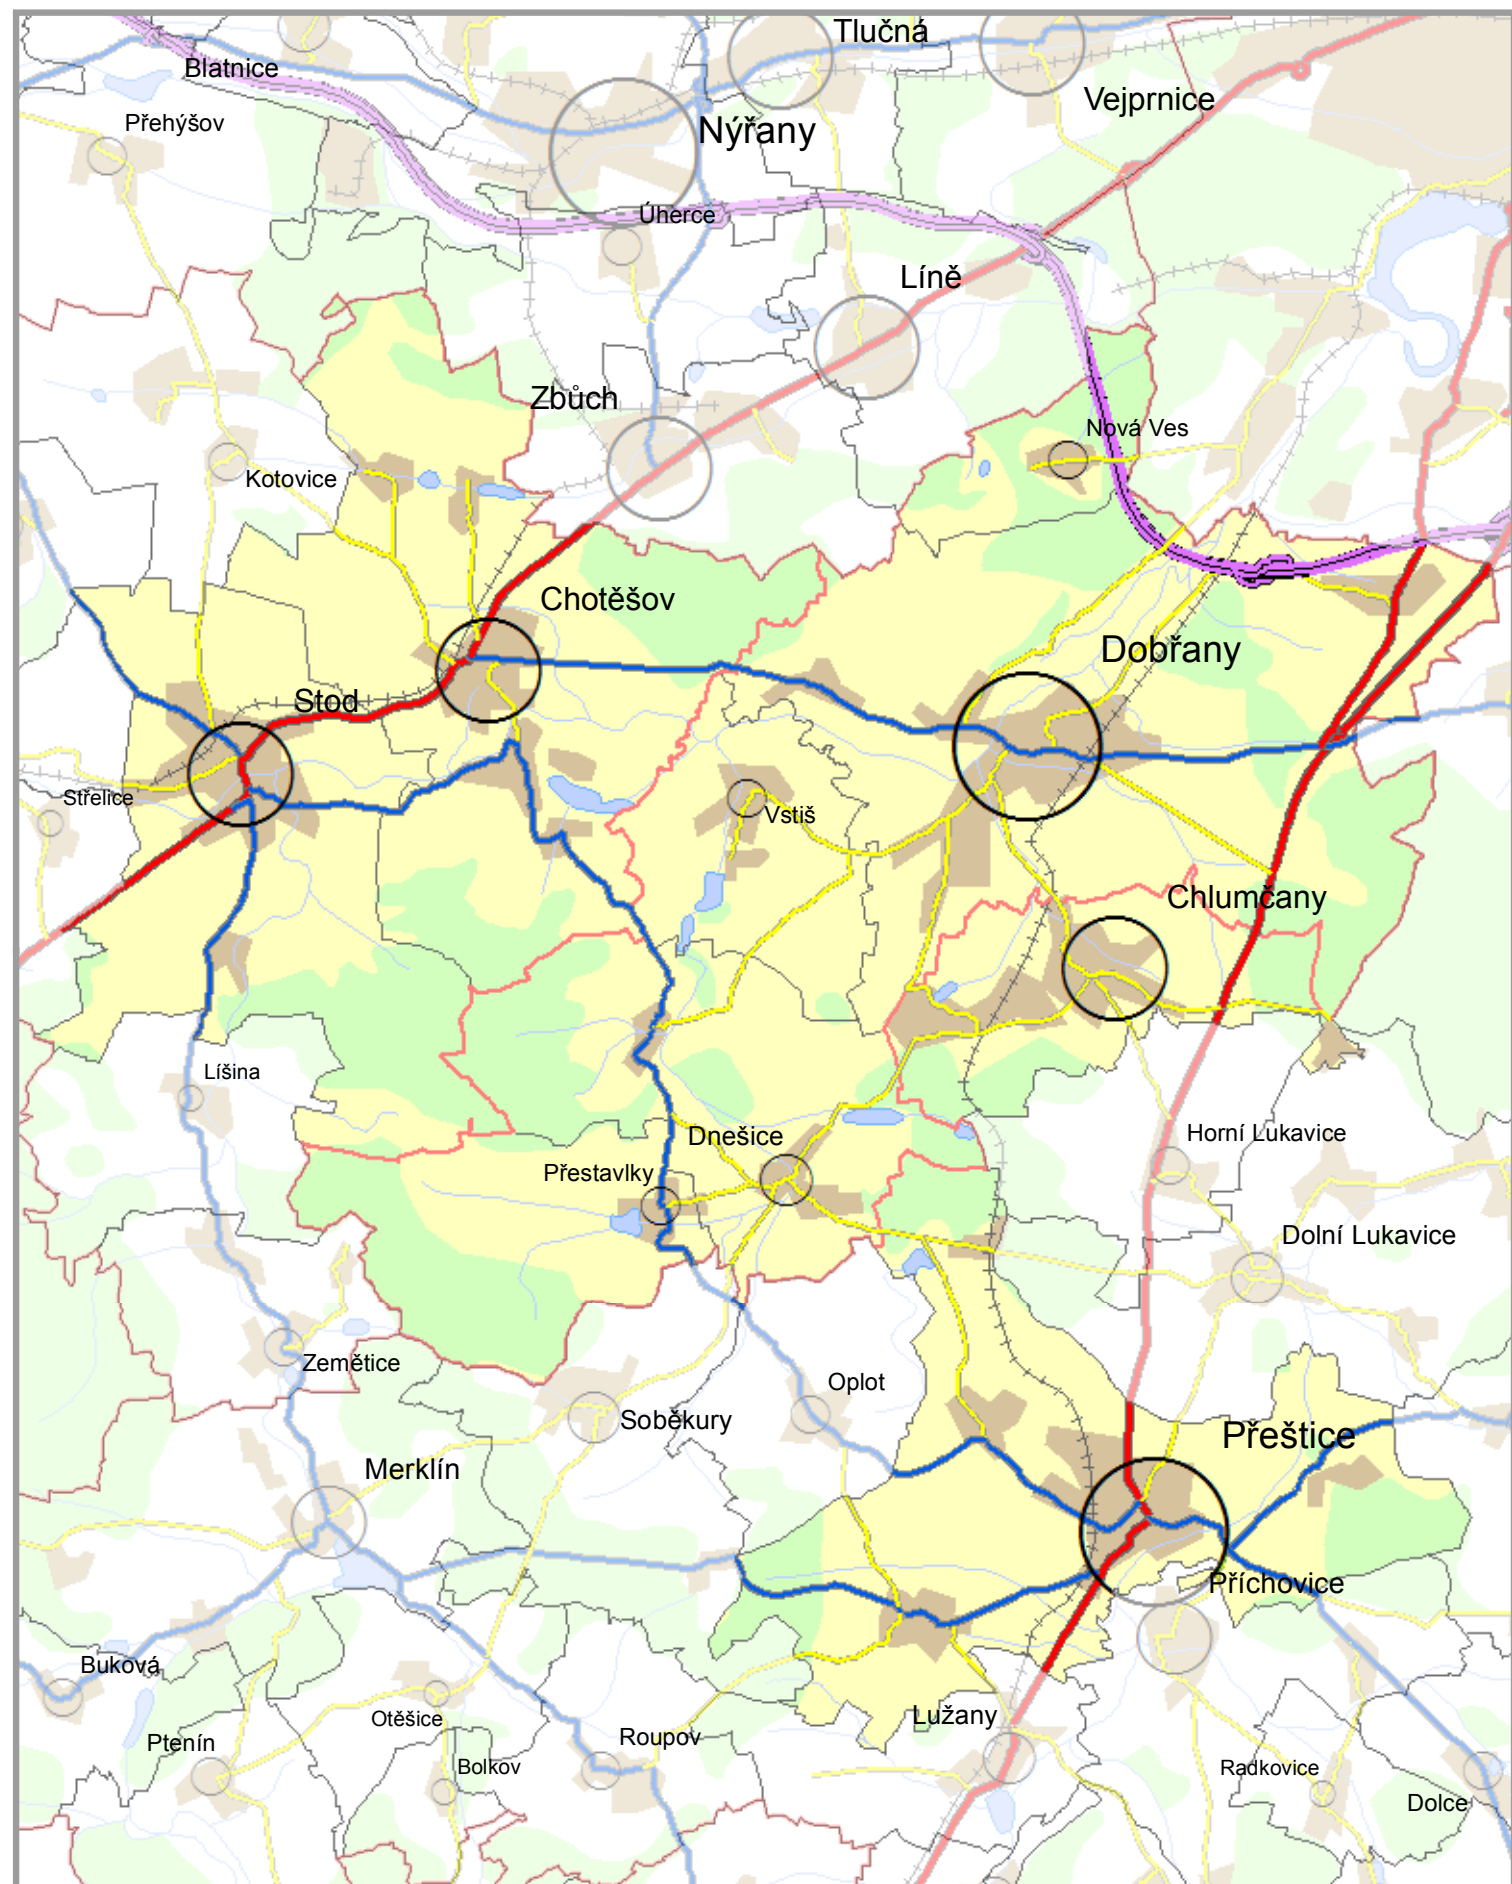 Tlučná
Blatnice
Vejprnice
Přehýšov
Nýřany
Úherce
Líně
Zbůch
Nová Ves
Kotovice
Chotěšov
Dobřany
Stod
Střelice
Vstiš
Chlumčany
Líšina
Dnešice
Horní Lukavice
Přestavlky
Dolní Lukavice
Zemětice
Oplot
Soběkury
Přeštice
Merklín
Příchovice
Buková
Otěšice
Lužany
Ptenín
Roupov
Bolkov
Radkovice
Dolce